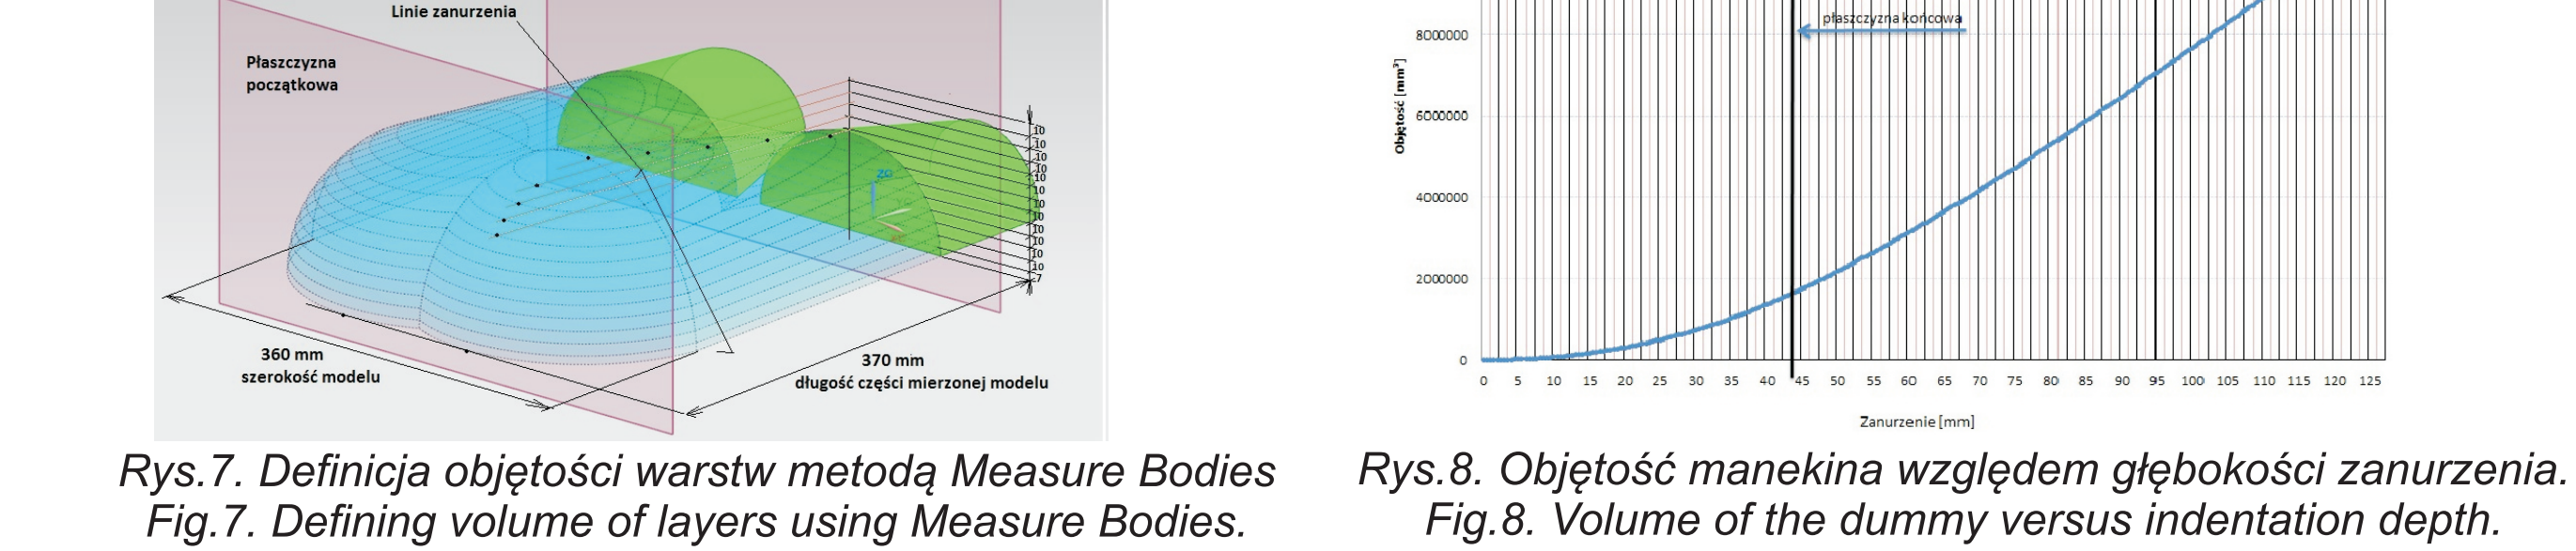 Linie zanurzenia
Płaszczyzna
początkowa
10
10
10
10
10
10
10
10
10
10
10
10
7
360 mm
szerokość modelu
370 mm
długość części mierzonej modelu
Rys.7. Definicja objętości warstw metodą Measure Bodies
Fig.7. Defining volume of layers using Measure Bodies.
płaszczyzna końcowa
Objętość [mm³]
8000000
6000000
4000000
2000000
0
0 5 10 15 20 25 30 35 40 45 50 55 60 65 70 75 80 85 90 95 100 105 110 115 120 125
Zanurzenie [mm]
Rys.8. Objętość manekina względem głębokości zanurzenia.
Fig.8. Volume of the dummy versus indentation depth.